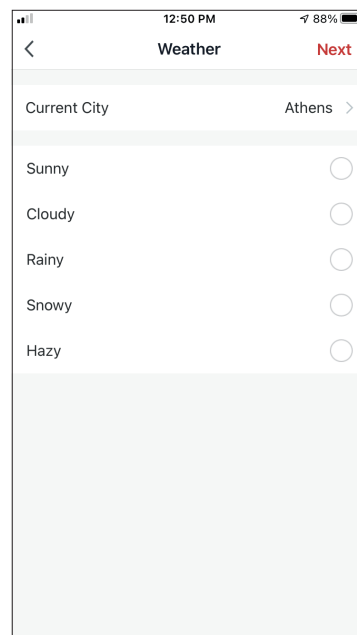 12:50 PM 88%
Weather Next
Current City Athens
Sunny
Cloudy
Rainy
Snowy
Hazy